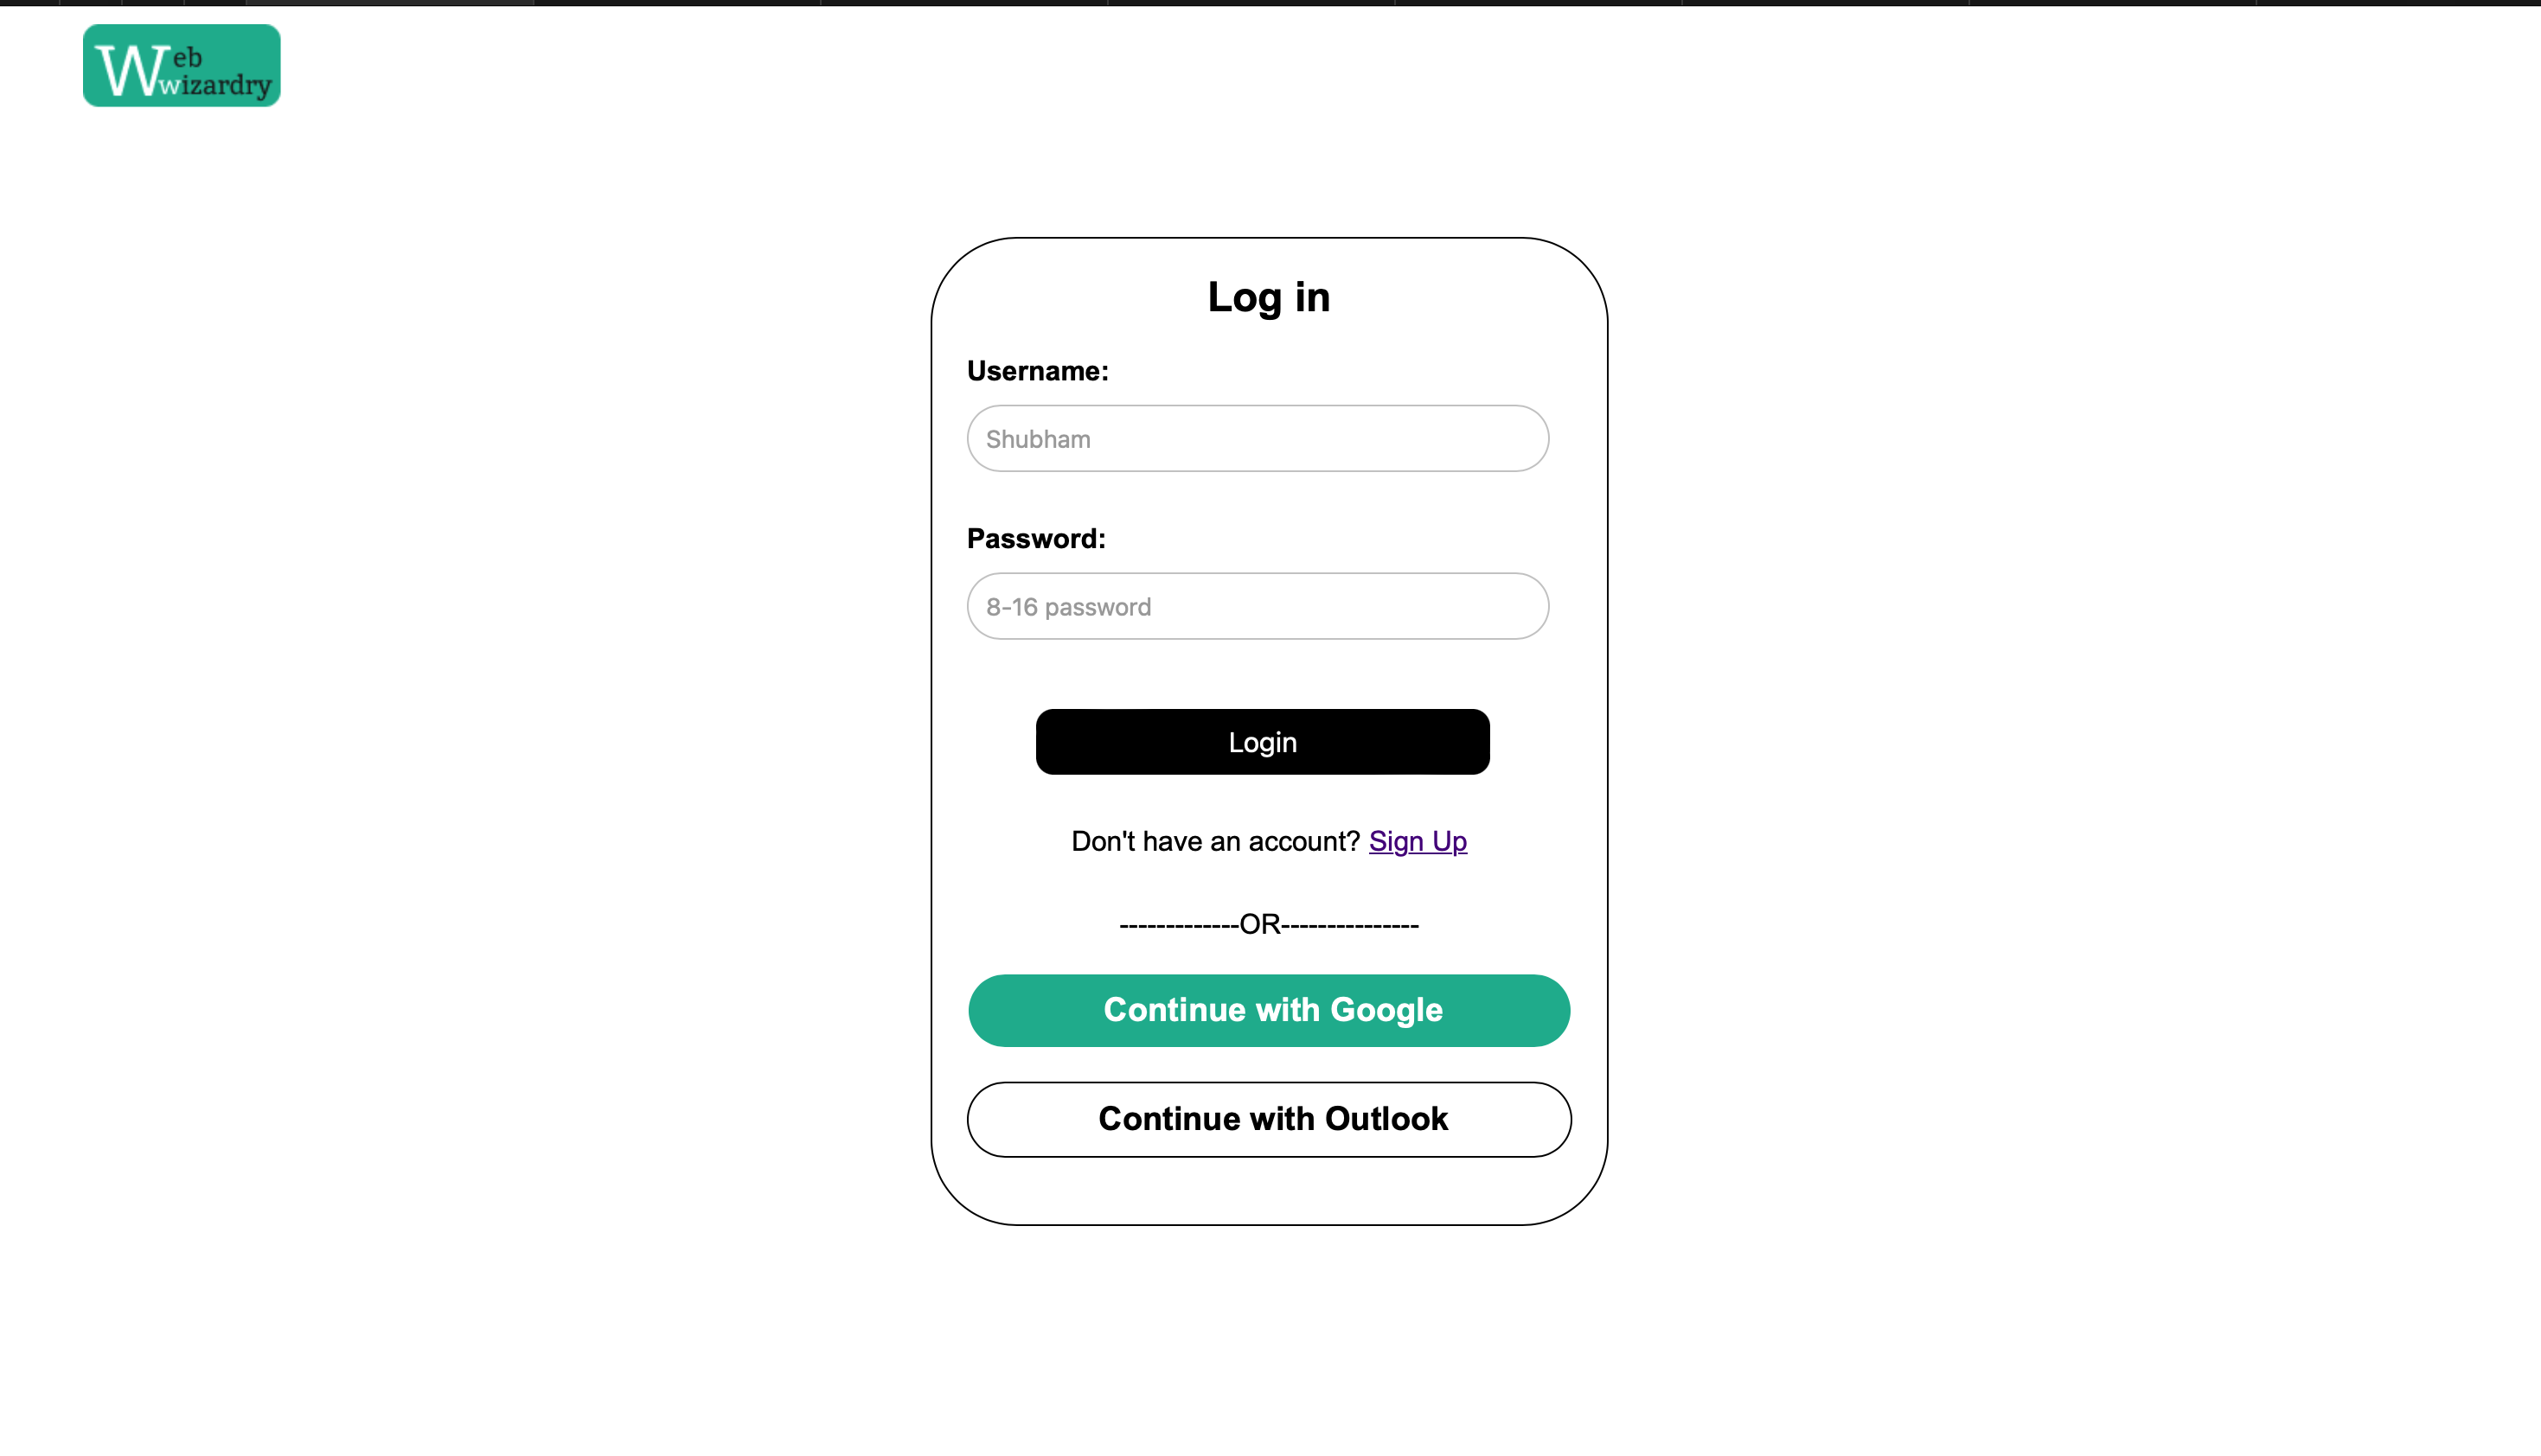 Web
wizardry
Log in
Username:
Shubham
Password:
8-16 password
Login
Don't have an account? Sign Up
-------------OR---------------
Continue with Google
Continue with Outlook